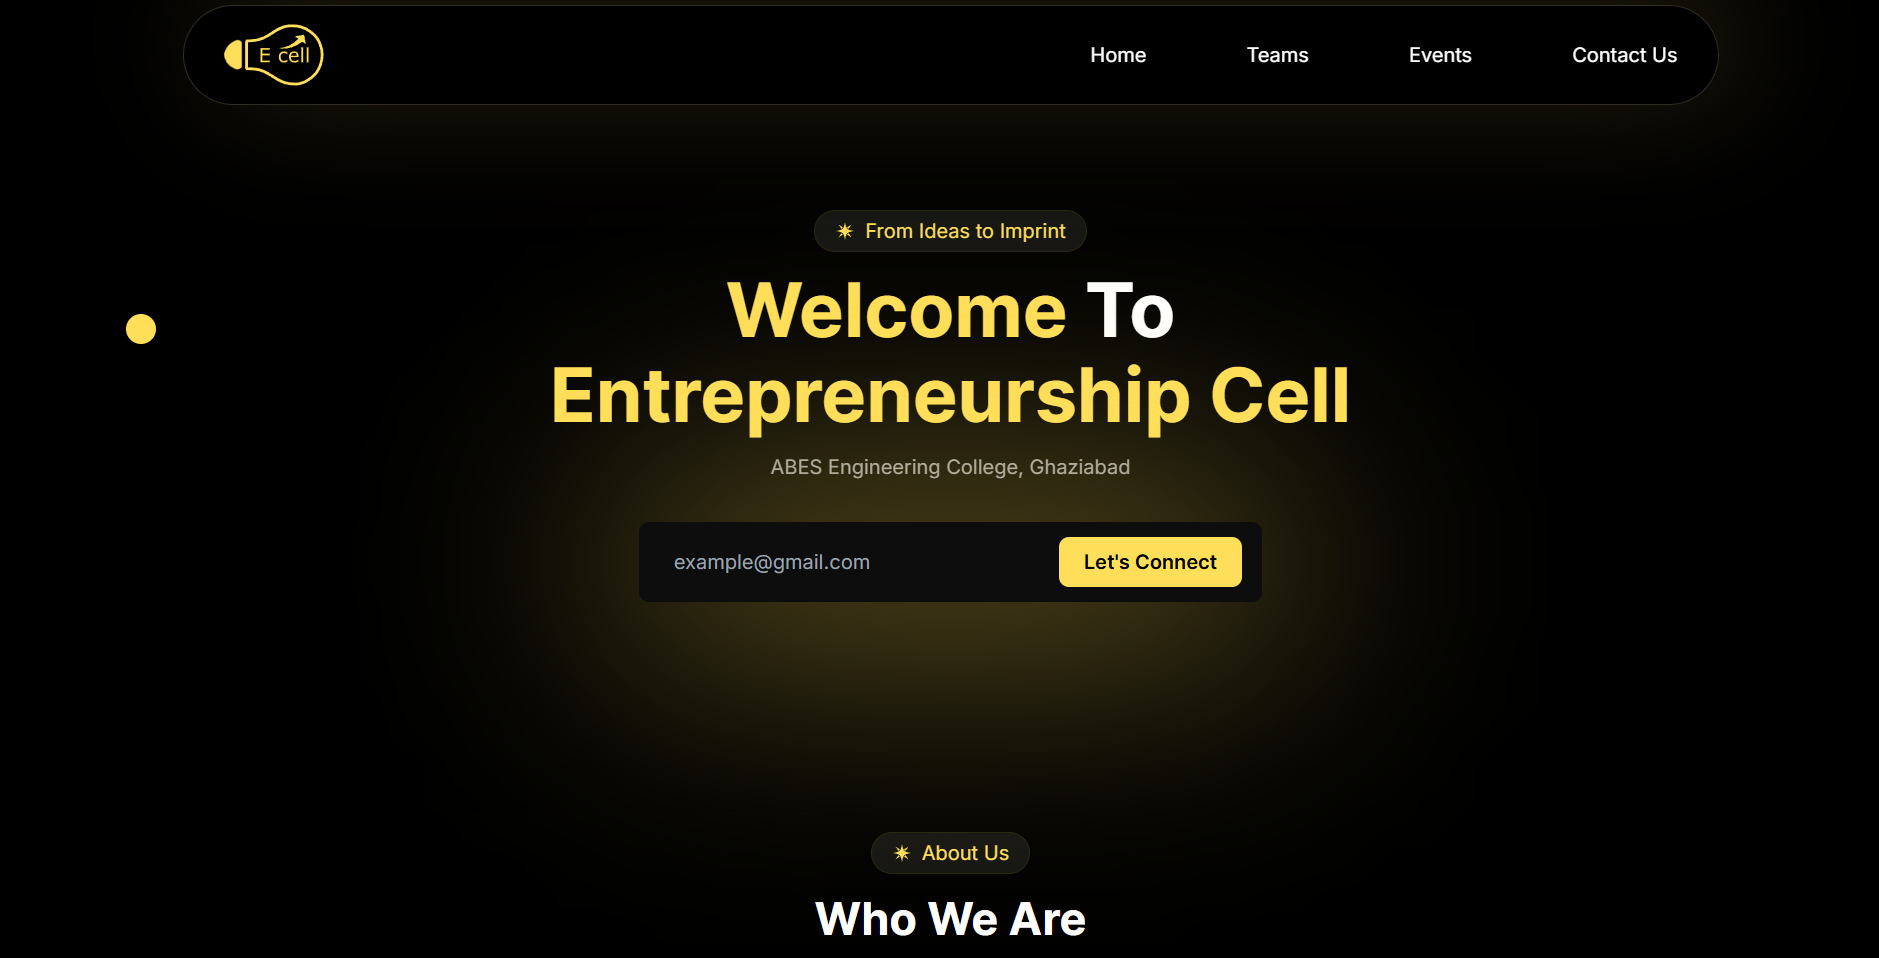 E cell
Home
Teams
Events
Contact Us
From Ideas to Imprint
Welcome To
Entrepreneurship Cell
ABES Engineering College, Ghaziabad
example@gmail.com
Let's Connect
About Us
Who We Are